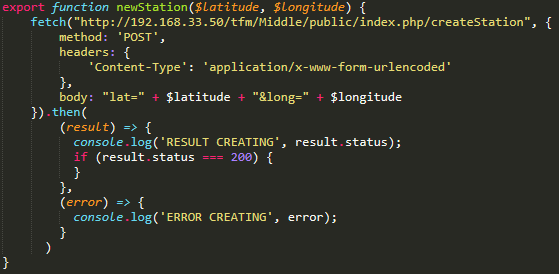 export function newStation($latitude, $longitude) {
    fetch("http://192.168.33.50/tfm/Middle/public/index.php/createStation", {
        method: 'POST',
        headers: {
            'Content-Type': 'application/x-www-form-urlencoded'
        },
        body: "lat=" + $latitude + "&long=" + $longitude
    }).then(
        (result) => {
          console.log('RESULT CREATING', result.status);
          if (result.status === 200) {
          }
        },
        (error) => {
          console.log('ERROR CREATING', error);
        }
      )
}